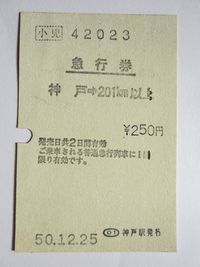 小児 42023
急行券
神戸⇨201km以上
¥250円
発売日共2日間有効
ご乗車される普通急行列車に1回
限り有効です。
50.12.25
○1 神戸駅発行